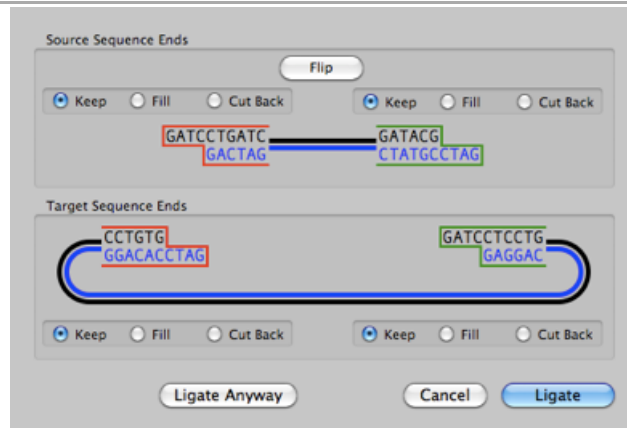 Source Sequence Ends
Flip
Keep Fill Cut Back Keep Fill Cut Back
GATCCTGATC GATACG
GACTAG CTATGCCTAG
Target Sequence Ends
CCTGTG GATCCTCCTG
GGACACCTAG GAGGAC
Keep Fill Cut Back Keep Fill Cut Back
Ligate Anyway Cancel Ligate